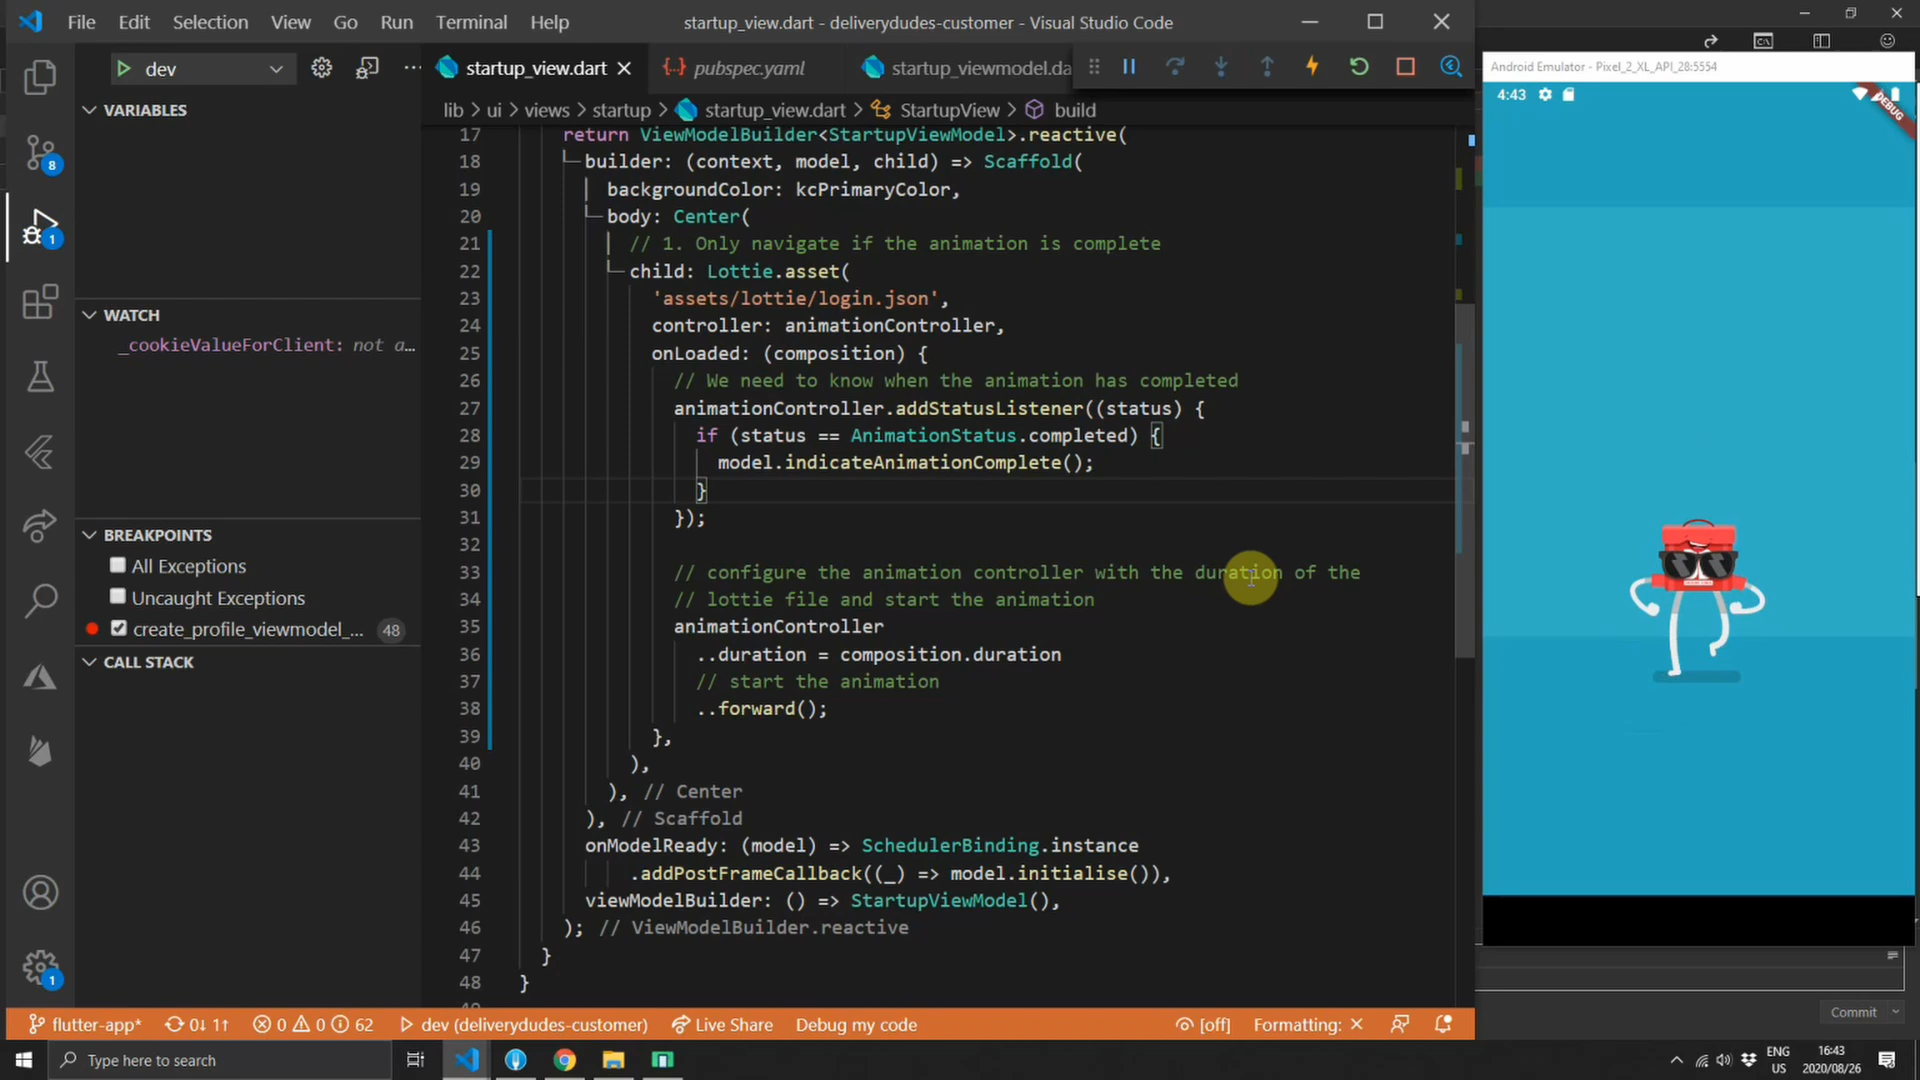 File Edit Selection View Go Run Terminal Help
startup_view.dart - deliverydudes-customer - Visual Studio Code
dev
startup_view.dart
pubspec.yaml
startup_viewmodel.da
Android Emulator - Pixel_2_XL_API_28:5554
4:43
DEBUG
VARIABLES
WATCH
_cookieValueForClient: not a...
BREAKPOINTS
All Exceptions
Uncaught Exceptions
create_profile_viewmodel_... 48
CALL STACK
8
1
1
lib > ui > views > startup > startup_view.dart > StartupView > build
17 return ViewModelBuilder<StartupViewModel>.reactive(
18 builder: (context, model, child) => Scaffold(
19 backgroundColor: kcPrimaryColor,
20 body: Center(
21 // 1. Only navigate if the animation is complete
22 child: Lottie.asset(
23 'assets/lottie/login.json',
24 controller: animationController,
25 onLoaded: (composition) {
26 // We need to know when the animation has completed
27 animationController.addStatusListener((status) {
28 if (status == AnimationStatus.completed) {
29 model.indicateAnimationComplete();
30 }
31 });
32
33 // configure the animation controller with the duration of the
34 // lottie file and start the animation
35 animationController
36 ..duration = composition.duration
37 // start the animation
38 ..forward();
39 },
40 ),
41 ), // Center
42 ), // Scaffold
43 onModelReady: (model) => SchedulerBinding.instance
44 .addPostFrameCallback((_) => model.initialise()),
45 viewModelBuilder: () => StartupViewModel(),
46 ); // ViewModelBuilder.reactive
47 }
48 }
Commit
flutter-app* 0↓ 1↑ 0 0 62 dev (deliverydudes-customer) Live Share Debug my code [off] Formatting: ×
Type here to search
ENG
US
16:43
2020/08/26